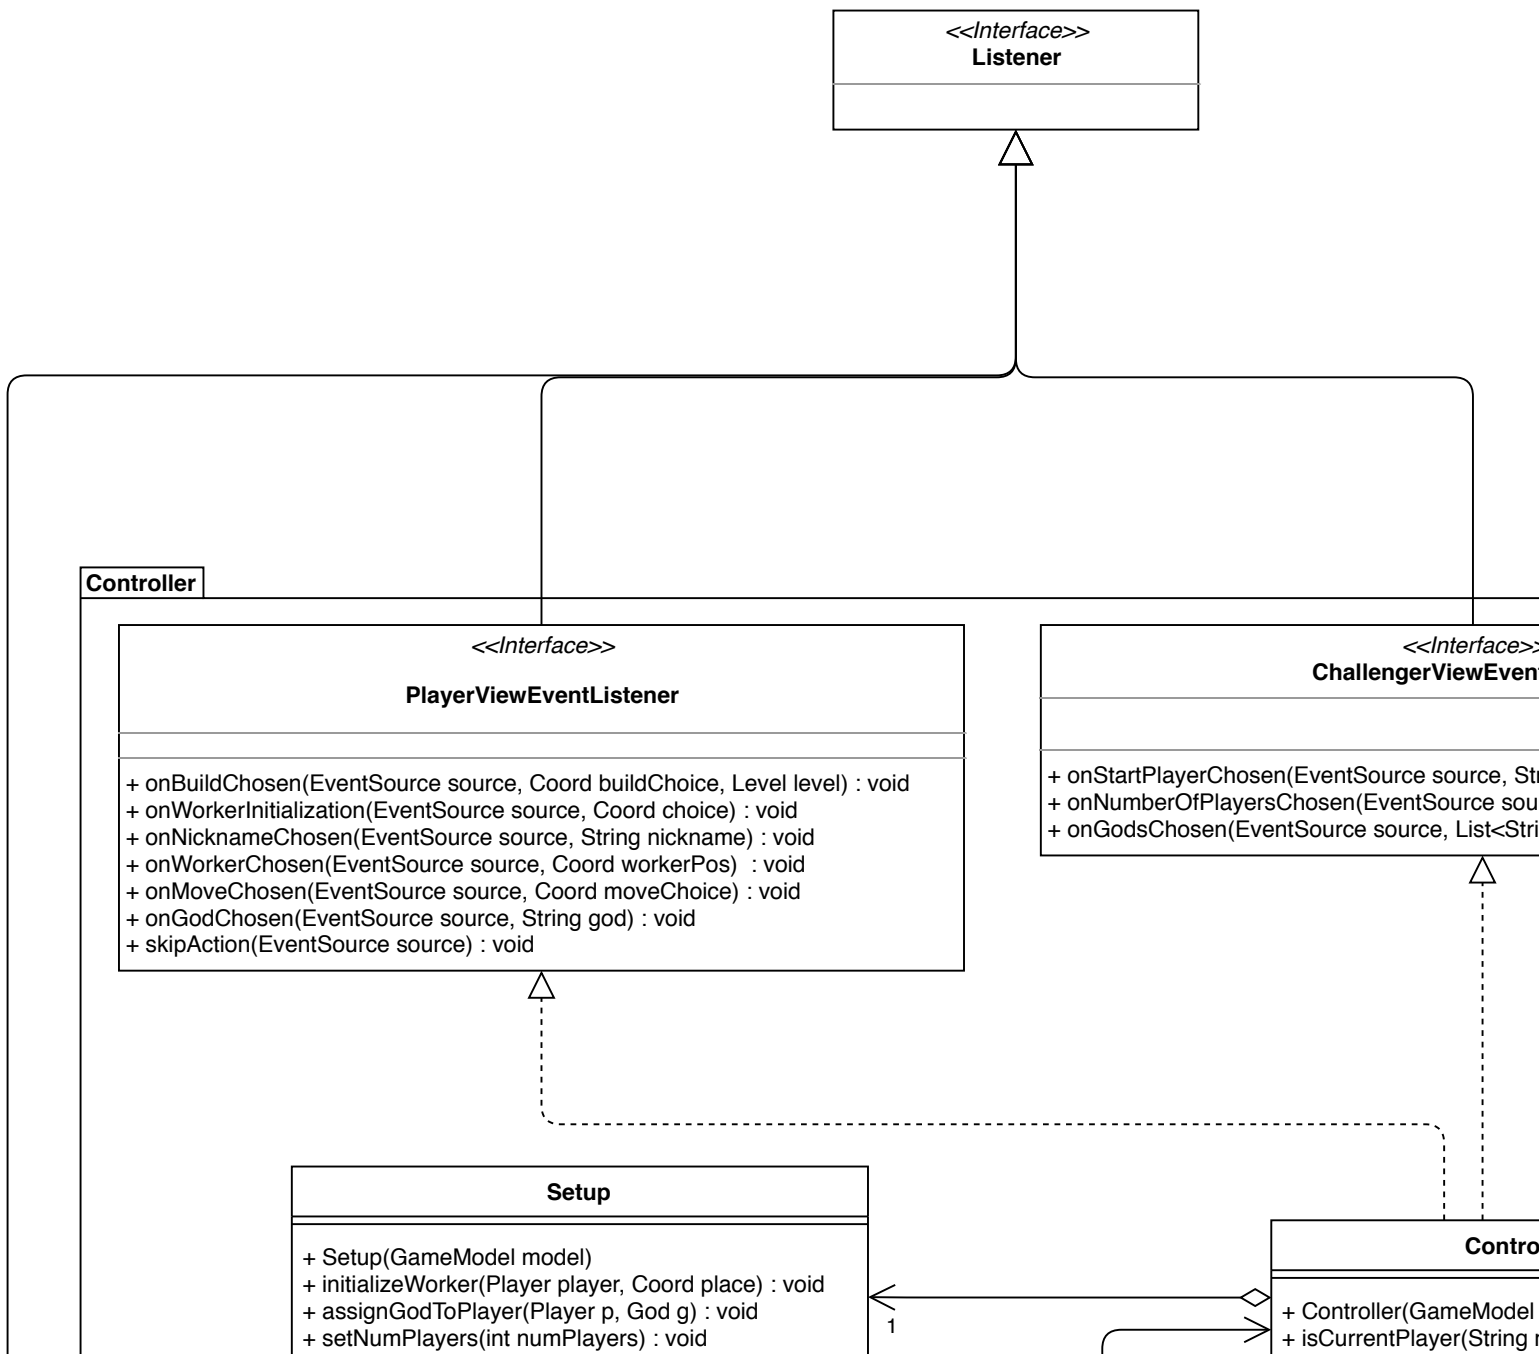 <<Interface>>
Listener
Controller
<<Interface>>
PlayerViewEventListener
+ onBuildChosen(EventSource source, Coord buildChoice, Level level) : void
+ onWorkerInitialization(EventSource source, Coord choice) : void
+ onNicknameChosen(EventSource source, String nickname) : void
+ onWorkerChosen(EventSource source, Coord workerPos)  : void
+ onMoveChosen(EventSource source, Coord moveChoice) : void
+ onGodChosen(EventSource source, String god) : void
+ skipAction(EventSource source) : void
<<Interface>>
ChallengerViewEven
+ onStartPlayerChosen(EventSource source, Str
+ onNumberOfPlayersChosen(EventSource sou
+ onGodsChosen(EventSource source, List<Stri
Setup
+ Setup(GameModel model)
+ initializeWorker(Player player, Coord place) : void
+ assignGodToPlayer(Player p, God g) : void
+ setNumPlayers(int numPlayers) : void
1
Contro
+ Controller(GameModel
+ isCurrentPlayer(String